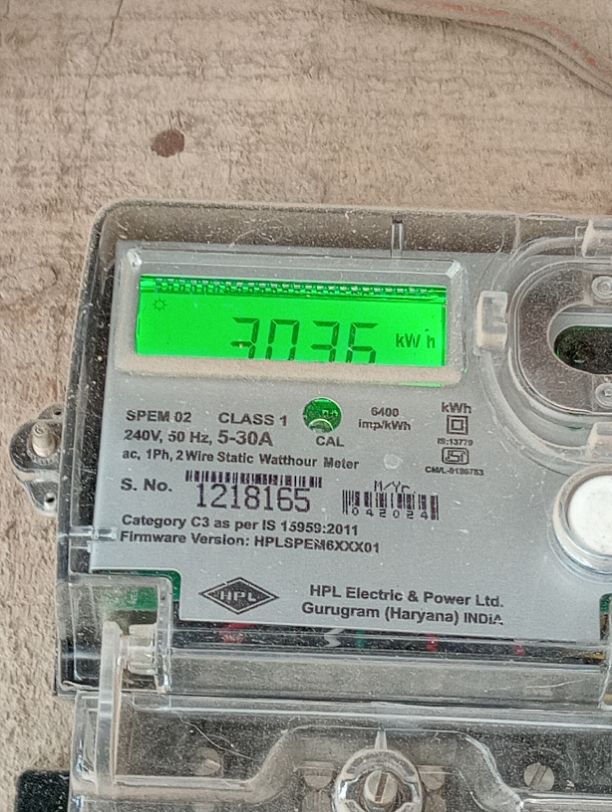 3036 kWh
SPEM 02 CLASS 1
6400 imp/kWh
kWh
240V, 50 Hz, 5-30A
CAL
IS:13779
ac, 1Ph, 2 Wire Static Watthour Meter
S. No. 1218165
M/Yr
042024
Category C3 as per IS 15959:2011
Firmware Version: HPLSPEM6XXX01
HPL
HPL Electric & Power Ltd.
Gurugram (Haryana) INDIA